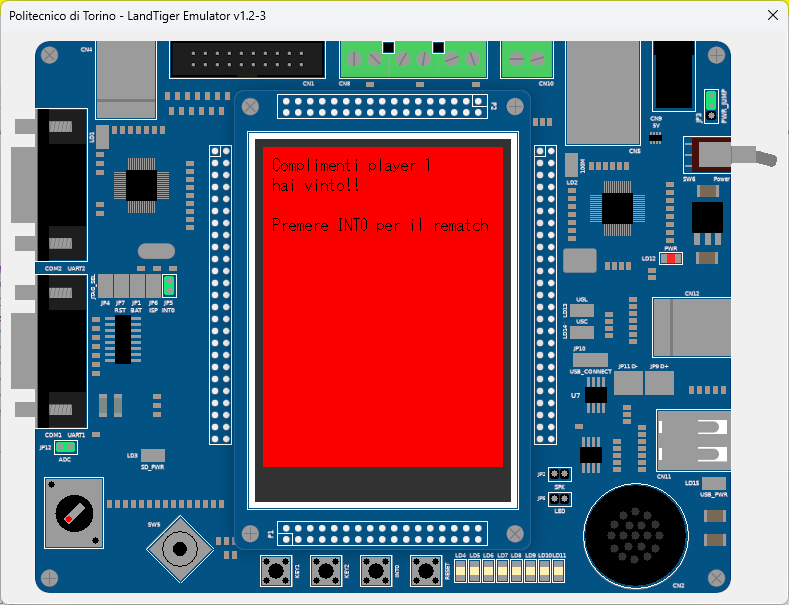 Politecnico di Torino - LandTiger Emulator v1.2-3
CN4
CN1
CN8
CN10
P2
CN9
5V
CN5
JP3
PWR_JUMP
LD1
100M
LD2
SW6
Power
Complimenti player 1
hai vinto!!
Premere INT0 per il rematch
PWR
LD12
COM2 UART2
JTAG_SEL
JP4 JP7 JP1 JP6 JP5
RST BAT ISP INT0
UGL
LD13
USC
LD14
CN12
JP10
USB_CONNECT
JP11 D- JP9 D+
U7
COM1 UART1
JP12
ADC
LD3
SD_PWR
JP2
SPK
JP8
LED
CN11
LD15
USB_PWR
SW5
P1
KEY1
KEY2
INT0
RESET
LD4 LD5 LD6 LD7 LD8 LD9 LD10 LD11
CN2